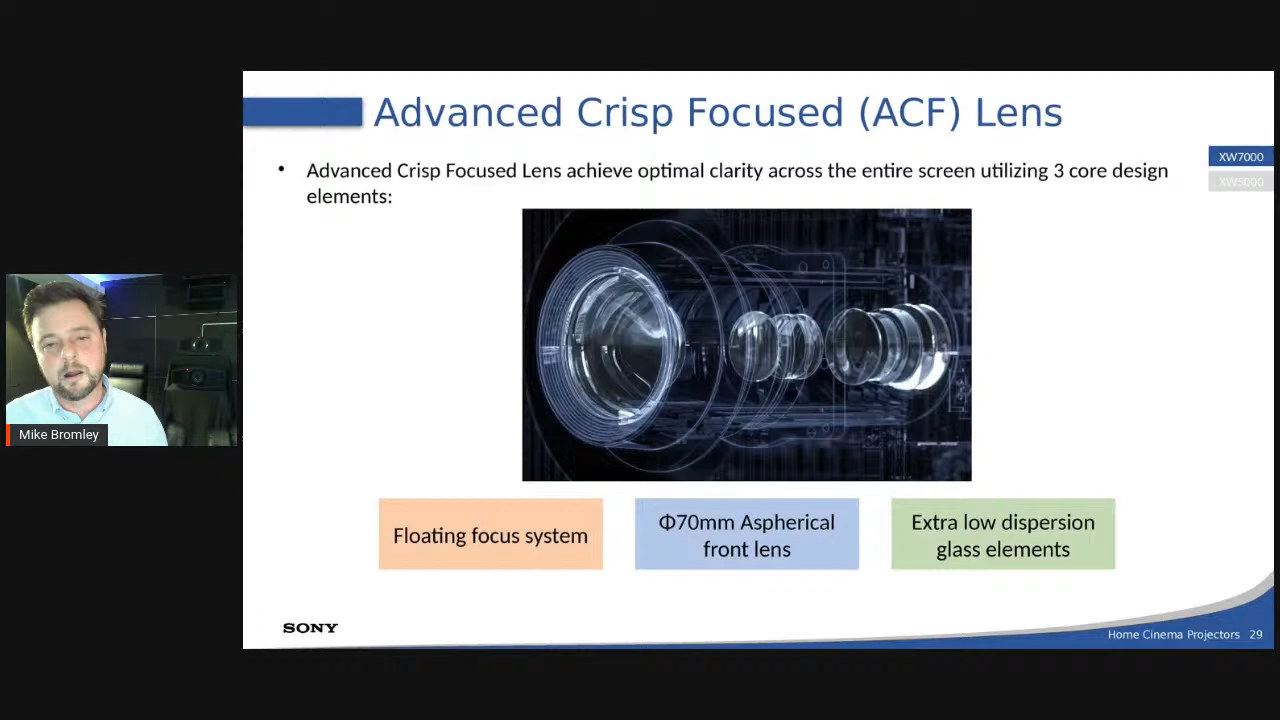 Advanced Crisp Focused (ACF) Lens
• Advanced Crisp Focused Lens achieve optimal clarity across the entire screen utilizing 3 core design
elements:
XW7000
XW5000
Mike Bromley
Floating focus system
Φ70mm Aspherical
front lens
Extra low dispersion
glass elements
SONY
Home Cinema Projectors 29